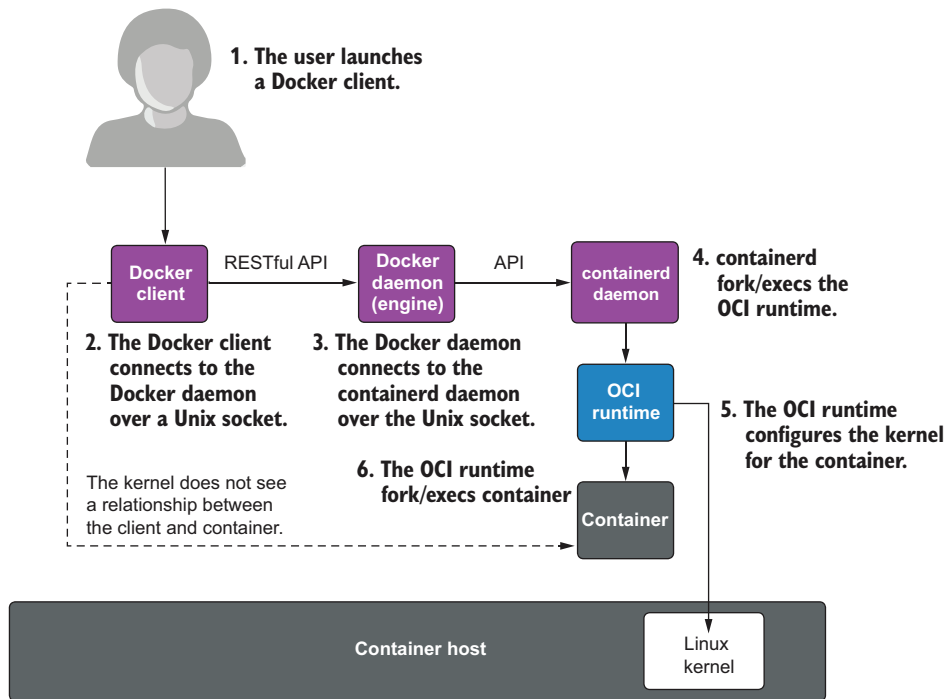 1. The user launches
a Docker client.
Docker
client
RESTful API
Docker
daemon
(engine)
API
containerd
daemon
4. containerd
fork/execs the
OCI runtime.
2. The Docker client
connects to the
Docker daemon
over a Unix socket.
3. The Docker daemon
connects to the
containerd daemon
over the Unix socket.
OCI
runtime
5. The OCI runtime
configures the kernel
for the container.
6. The OCI runtime
fork/execs container
The kernel does not see
a relationship between
the client and container.
Container
Container host
Linux
kernel